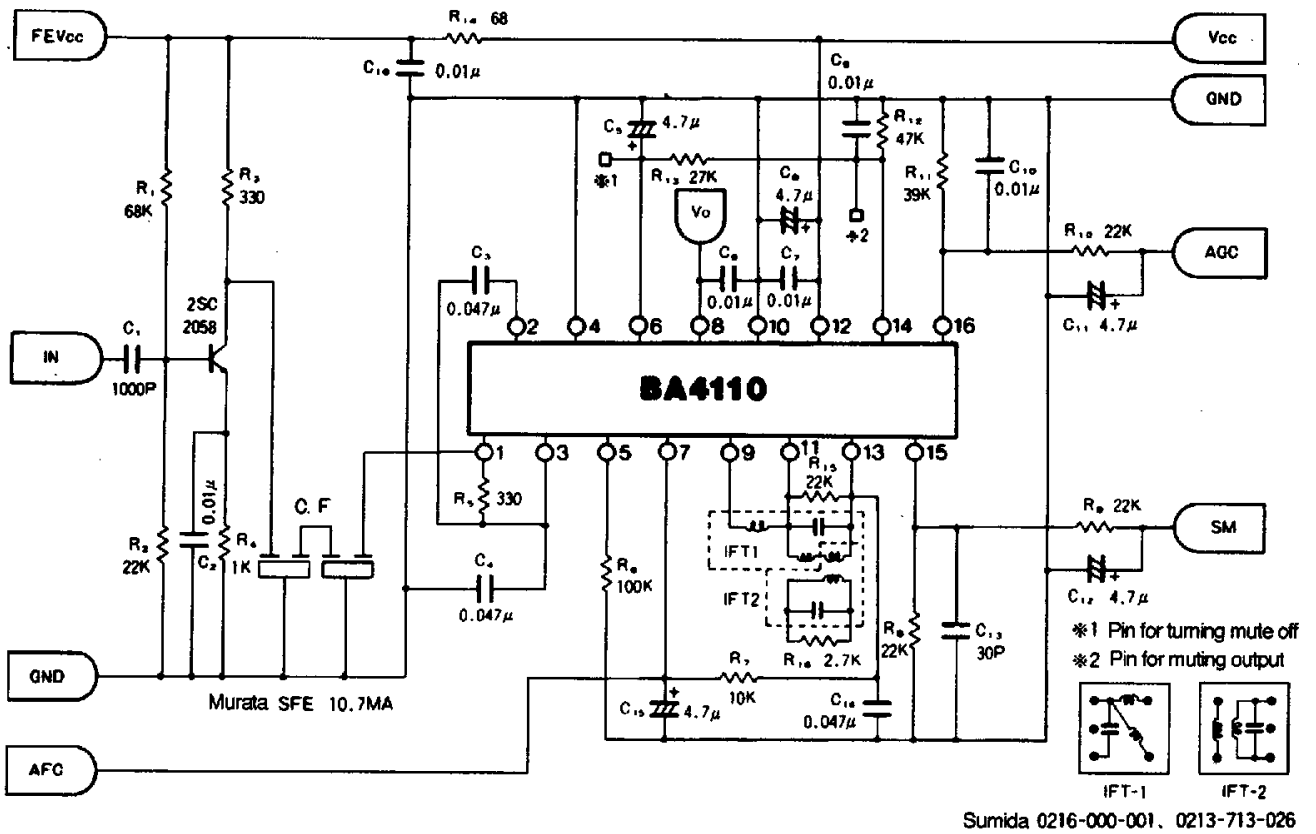 FEVcc
R14 68
Vcc
C16 0.01μ
C8
0.01μ
GND
C5 4.7μ
+
R12
47K
※1
R13 27K
C9
4.7μ
+
※2
R11
39K
C10
0.01μ
R1
68K
R3
330
Vo
R10 22K
AGC
C3
0.047μ
C6
0.01μ
C7
0.01μ
C11 4.7μ
+
2SC
2058
C1
1000P
IN
2 4 6 8 10 12 14 16
BA4110
1 3 5 7 9 11 13 15
R15
22K
R5 330
C.F
0.01μ
C2
R2
22K
R4
1K
IFT1
R9 22K
SM
C4
0.047μ
R6
100K
IFT2
C12 4.7μ
+
R16 2.7K
22K
C13
30P
※1 Pin for turning mute off
※2 Pin for muting output
GND
Murata SFE 10.7MA
R7
10K
C15 4.7μ
+
C14
0.047μ
AFC
IFT-1
IFT-2
Sumida 0216-000-001、0213-713-026